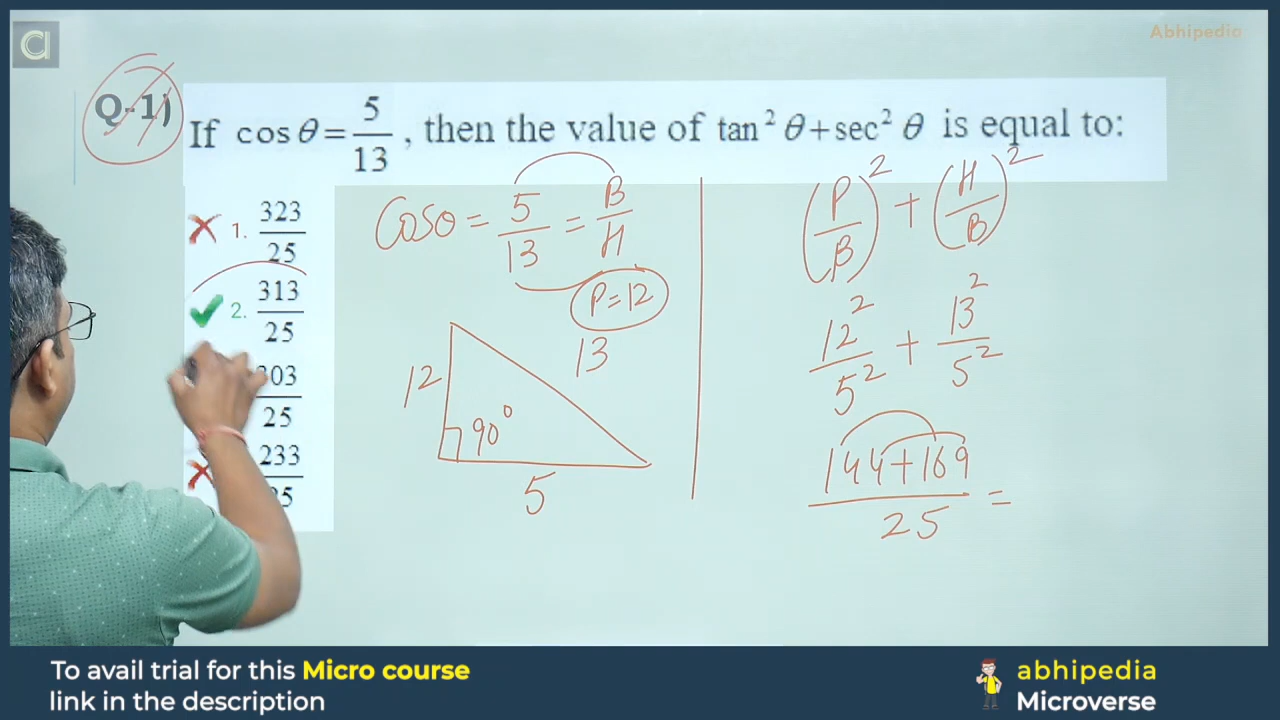 Abhipedia
Q-1)
If cos θ = 5/13 , then the value of tan² θ + sec² θ is equal to:
1. 323/25
2. 313/25
303/25
233/25
Cosθ = 5/13 = B/H
P=12
13
12
90°
5
(P/B)² + (H/B)²
12²/5² + 13²/5²
144+169/25 =
To avail trial for this Micro course
link in the description
abhipedia
Microverse